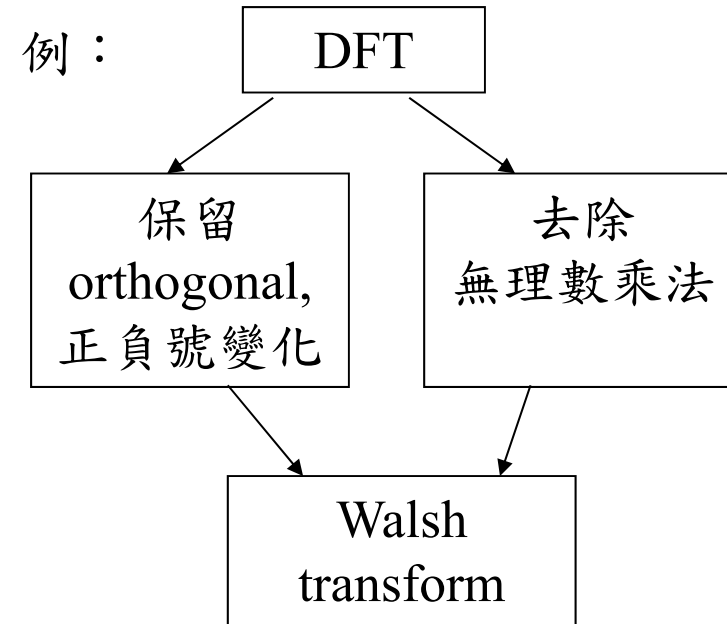 例：
DFT
保留
orthogonal,
正負號變化
去除
無理數乘法
Walsh
transform